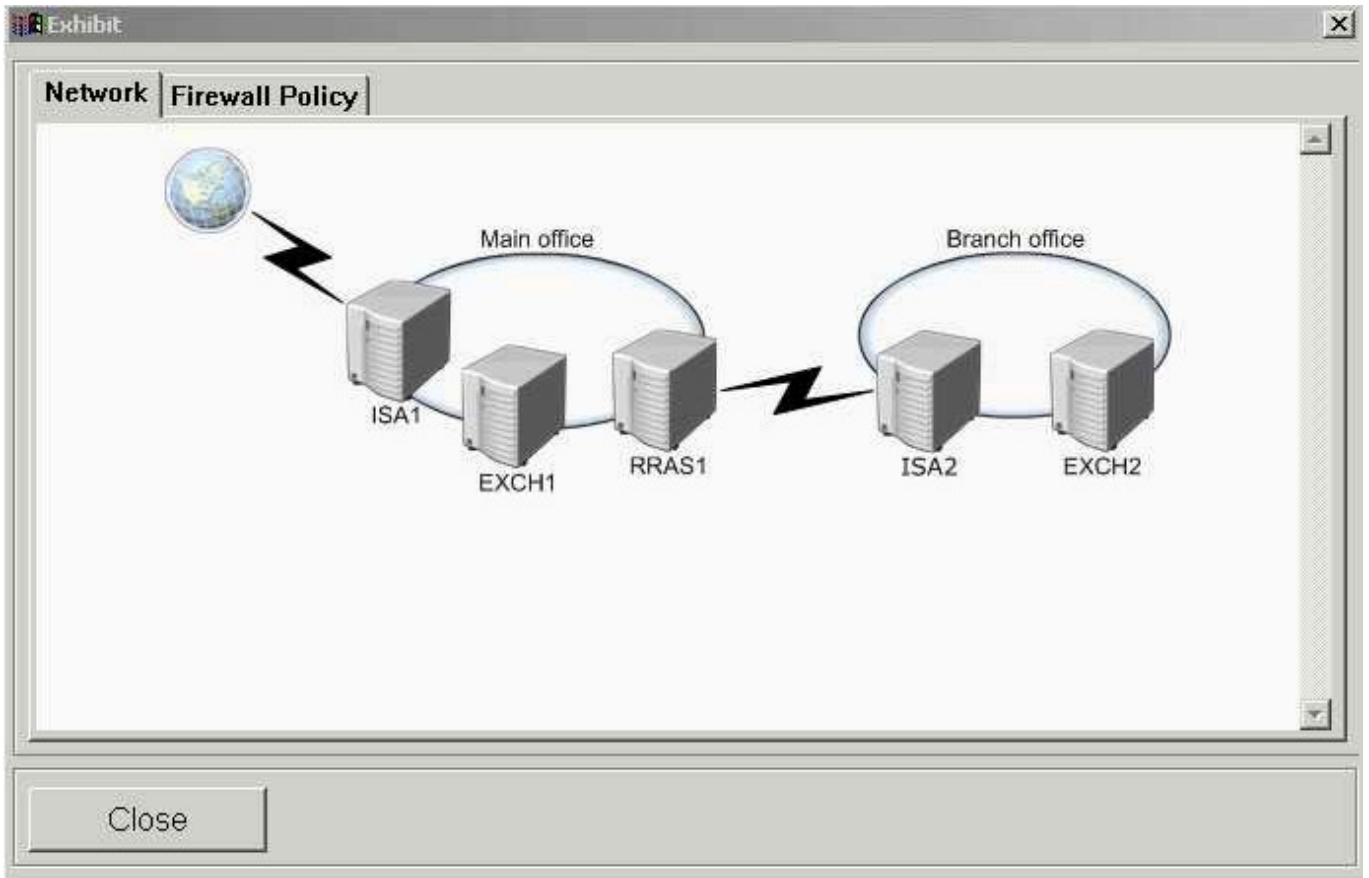 Exhibit
Network Firewall Policy
Main office
Branch office
ISA1
EXCH1
RRAS1
ISA2
EXCH2
Close